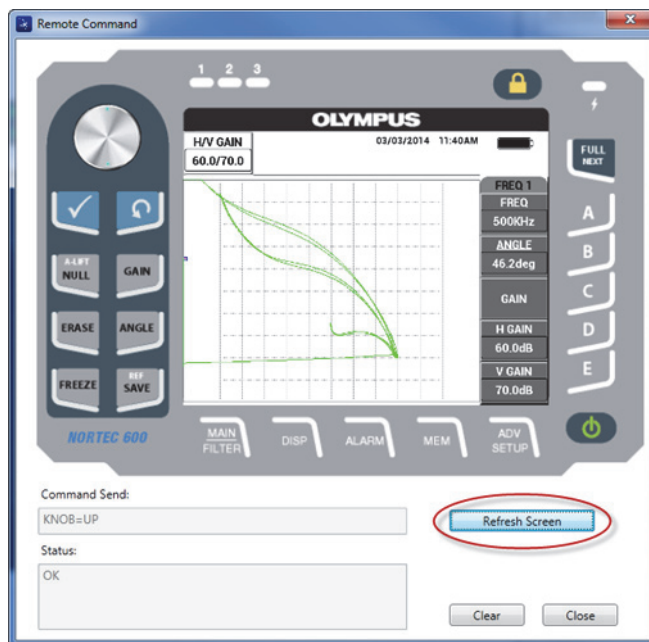 Remote Command
1 2 3
OLYMPUS
H/V GAIN
60.0/70.0
03/03/2014 11:40AM
FULL
NEXT
FREQ 1
FREQ
500KHz
ANGLE
46.2deg
GAIN
H GAIN
60.0dB
V GAIN
70.0dB
A
B
C
D
E
A-LIFT
NULL
GAIN
ERASE
ANGLE
FREEZE
REF
SAVE
NORTEC 600
MAIN
FILTER
DISP
ALARM
MEM
ADV
SETUP
Command Send:
KNOB=UP
Refresh Screen
Status:
OK
Clear
Close